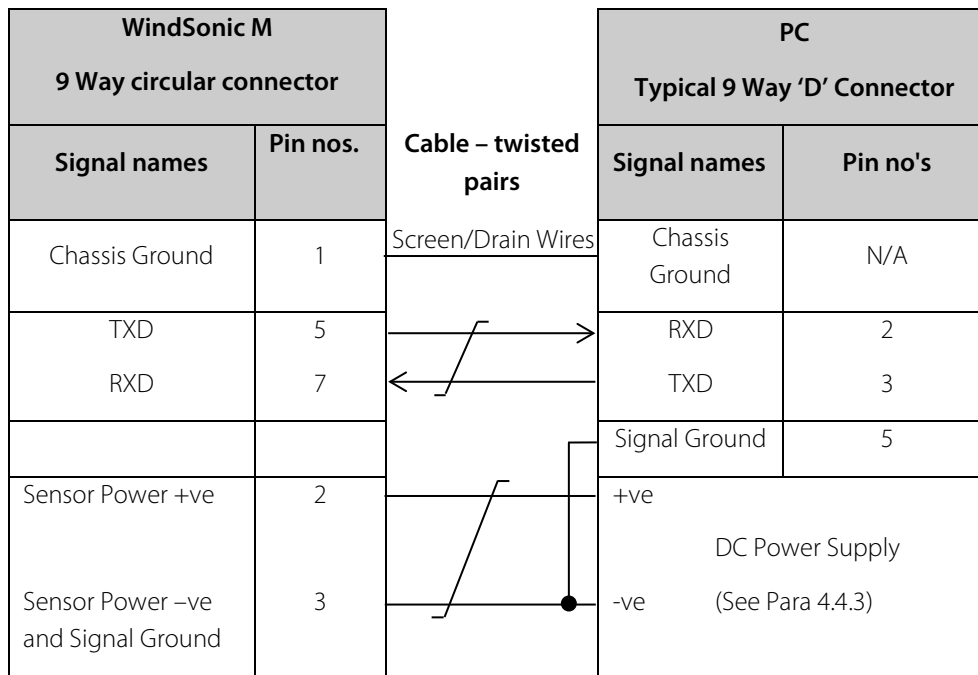 WindSonic M
9 Way circular connector
PC
Typical 9 Way ‘D’ Connector
Signal names
Pin nos.
Cable – twisted
pairs
Signal names
Pin no's
Chassis Ground
1
Screen/Drain Wires
Chassis
Ground
N/A
TXD
5
RXD
2
RXD
7
TXD
3
Signal Ground
5
Sensor Power +ve
2
+ve
DC Power Supply
Sensor Power –ve
and Signal Ground
3
-ve
(See Para 4.4.3)